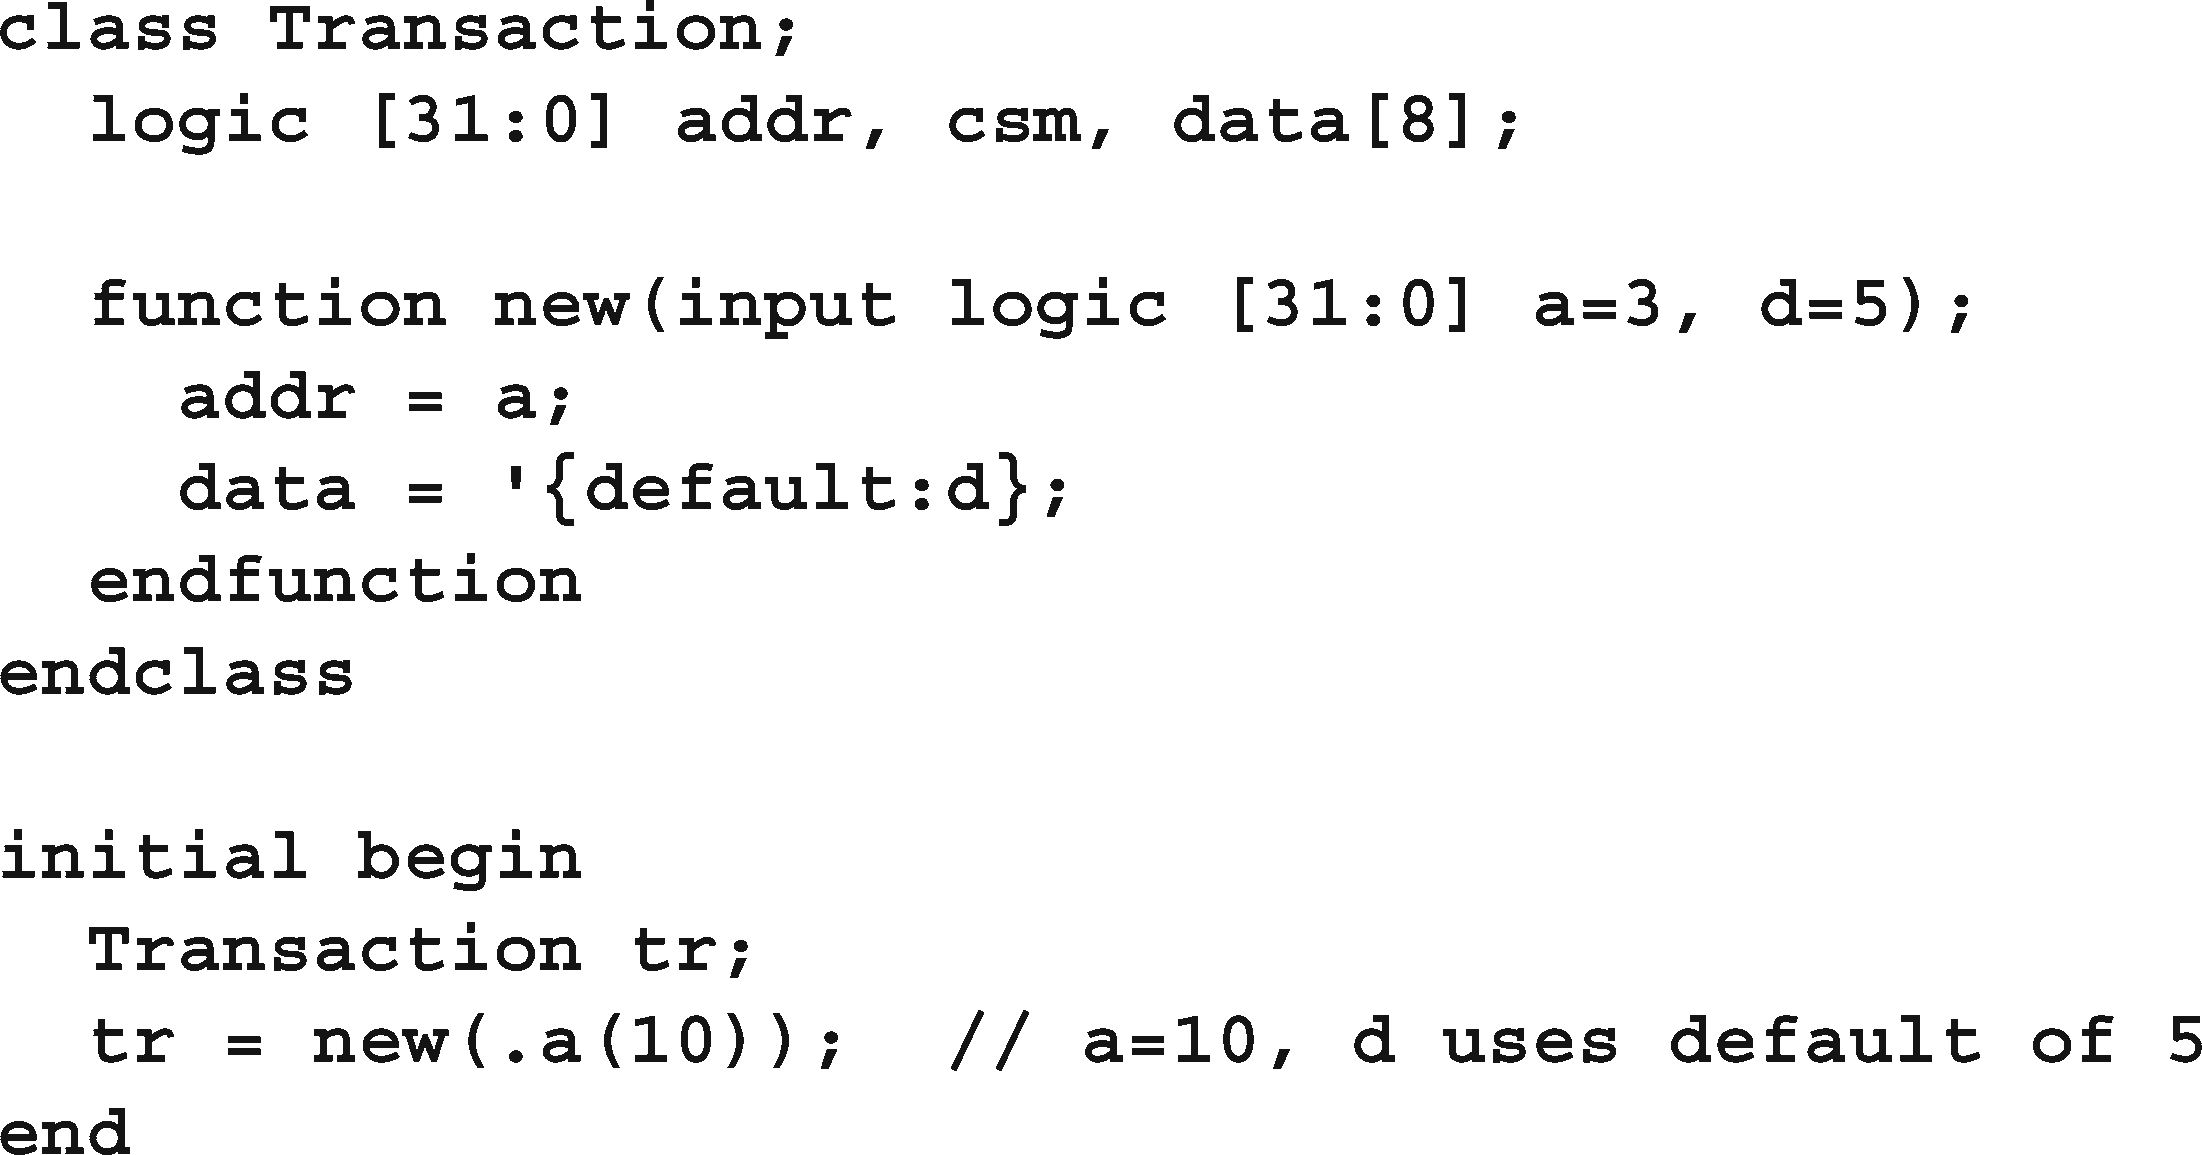 class Transaction;
  logic [31:0] addr, csm, data[8];

  function new(input logic [31:0] a=3, d=5);
    addr = a;
    data = '{default:d};
  endfunction
endclass

initial begin
  Transaction tr;
  tr = new(.a(10));  // a=10, d uses default of 5
end